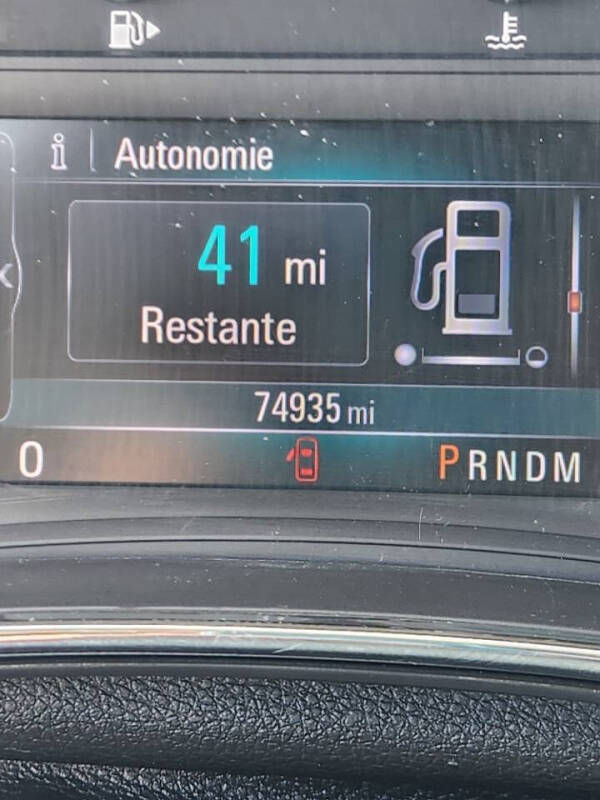 i Autonomie
41 mi
Restante
74935 mi
0 PRNDM